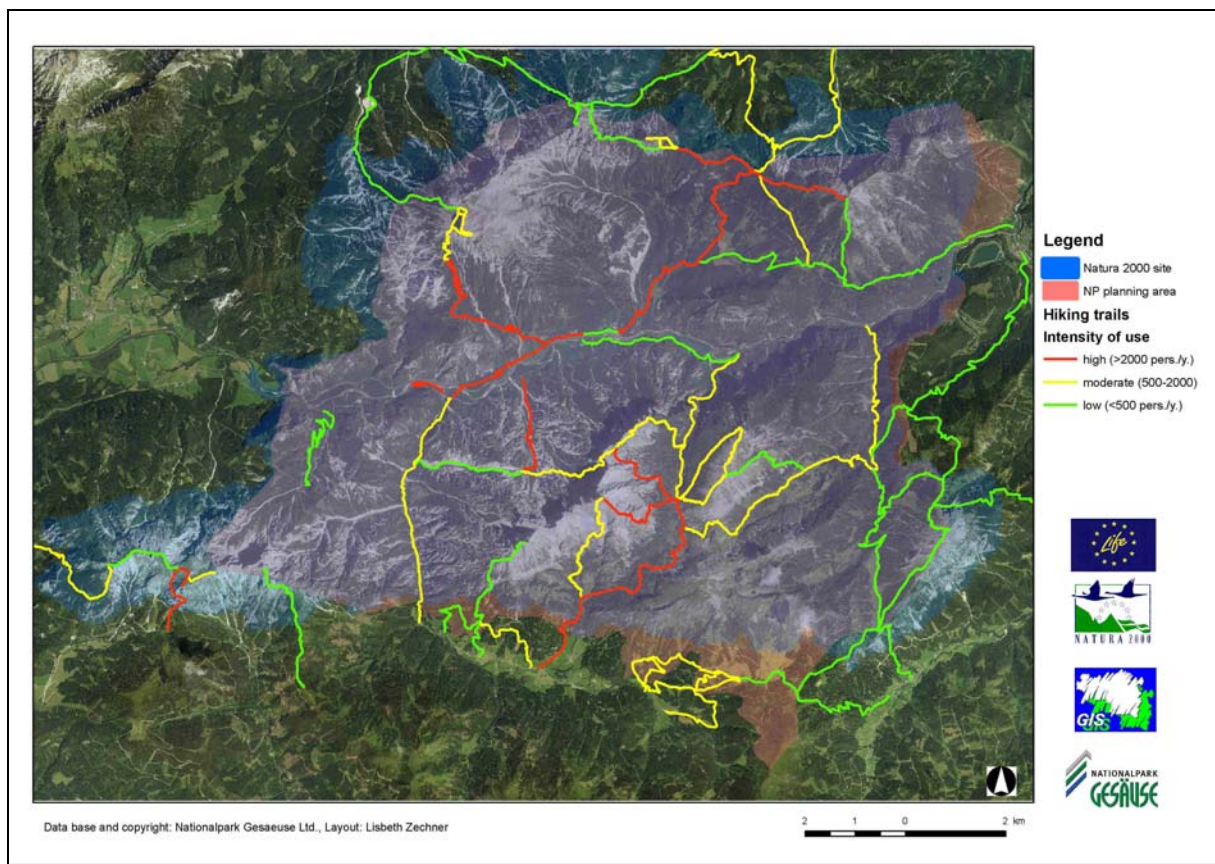 Legend
Natura 2000 site
NP planning area
Hiking trails
Intensity of use
high (>2000 pers./y.)
moderate (500-2000)
low (<500 pers./y.)
Life
NATURA 2000
GIS
GIS
NATIONALPARK
GESÄUSE
Data base and copyright: Nationalpark Gesaeuse Ltd., Layout: Lisbeth Zechner
2 1 0 2 km